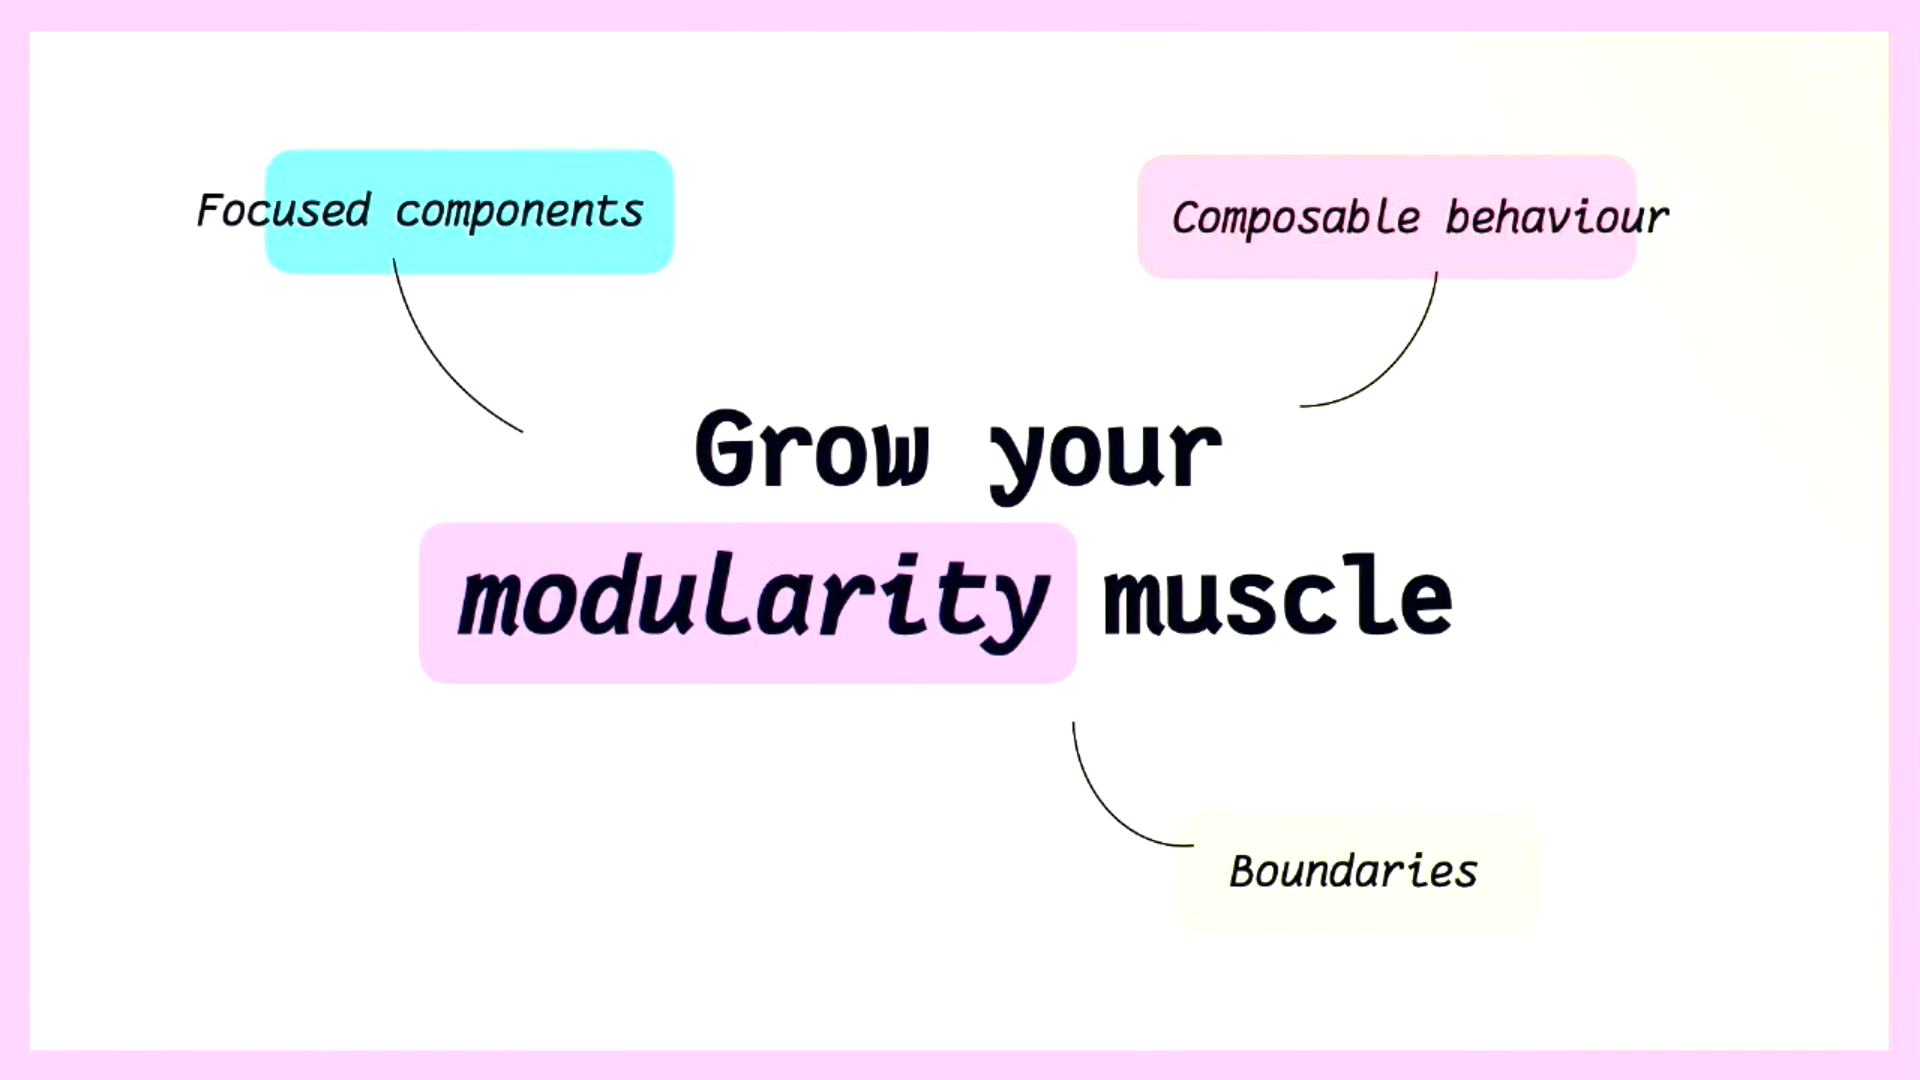 Focused components
Composable behaviour
Grow your
modularity muscle
Boundaries